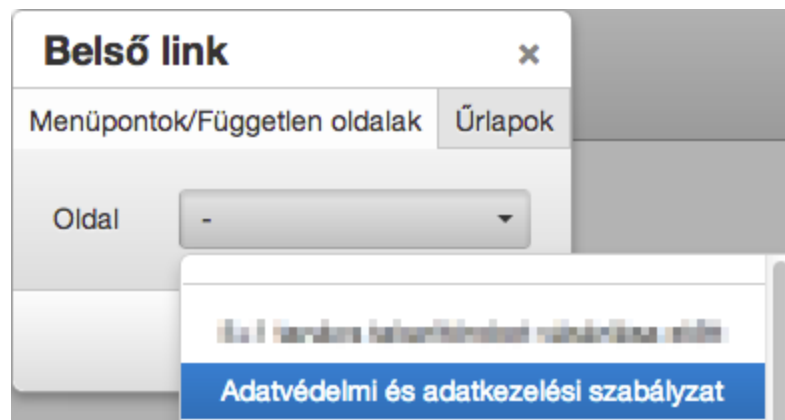 Belső link ×
Menüpontok/Független oldalak Űrlapok
Oldal -
Adatvédelmi és adatkezelési szabályzat